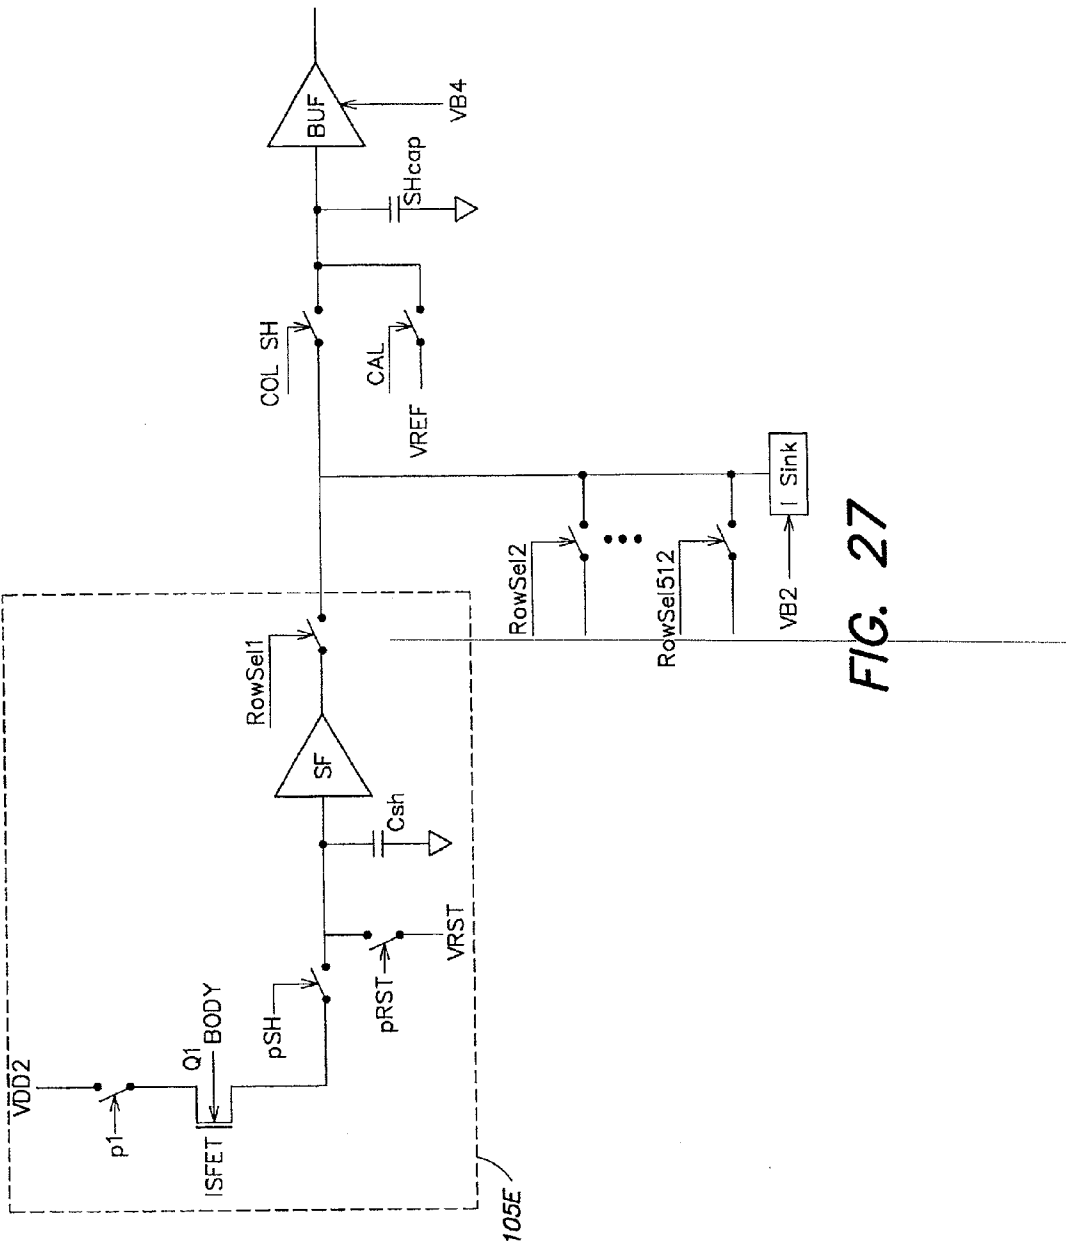 VDD2
p1
ISFET
Q1
BODY
pSH
pRST
VRST
Csh
SF
RowSel1
105E
RowSel2
RowSel512
VB2
I Sink
COL SH
CAL
VREF
SHcap
BUF
VB4
FIG. 27